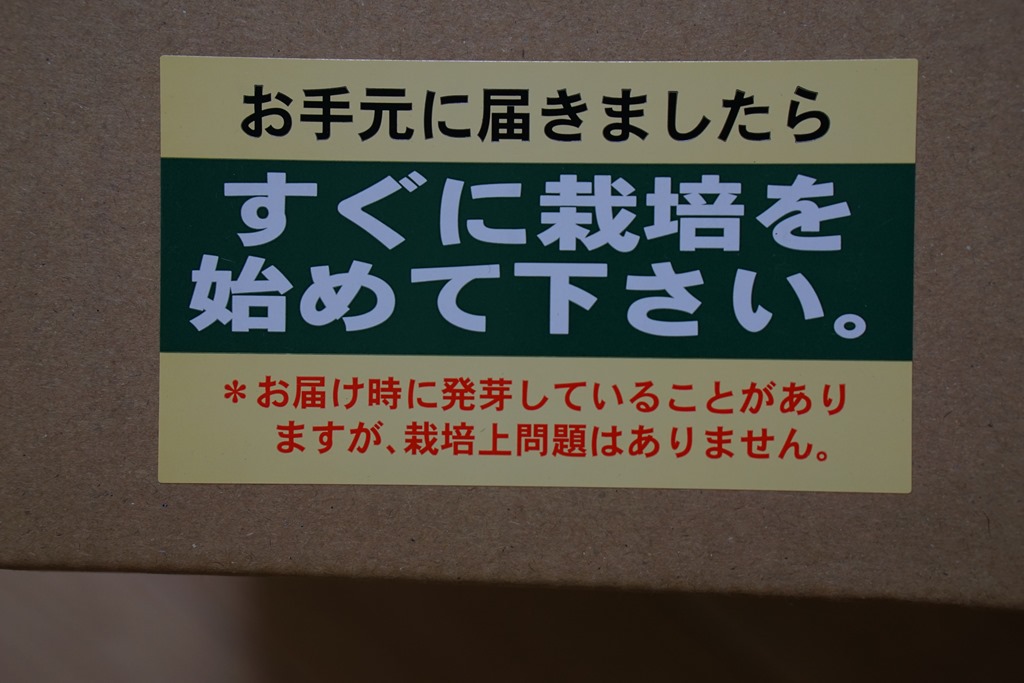 お手元に届きましたら
すぐに栽培を
始めて下さい。
＊お届け時に発芽していることがあり
ますが、栽培上問題はありません。